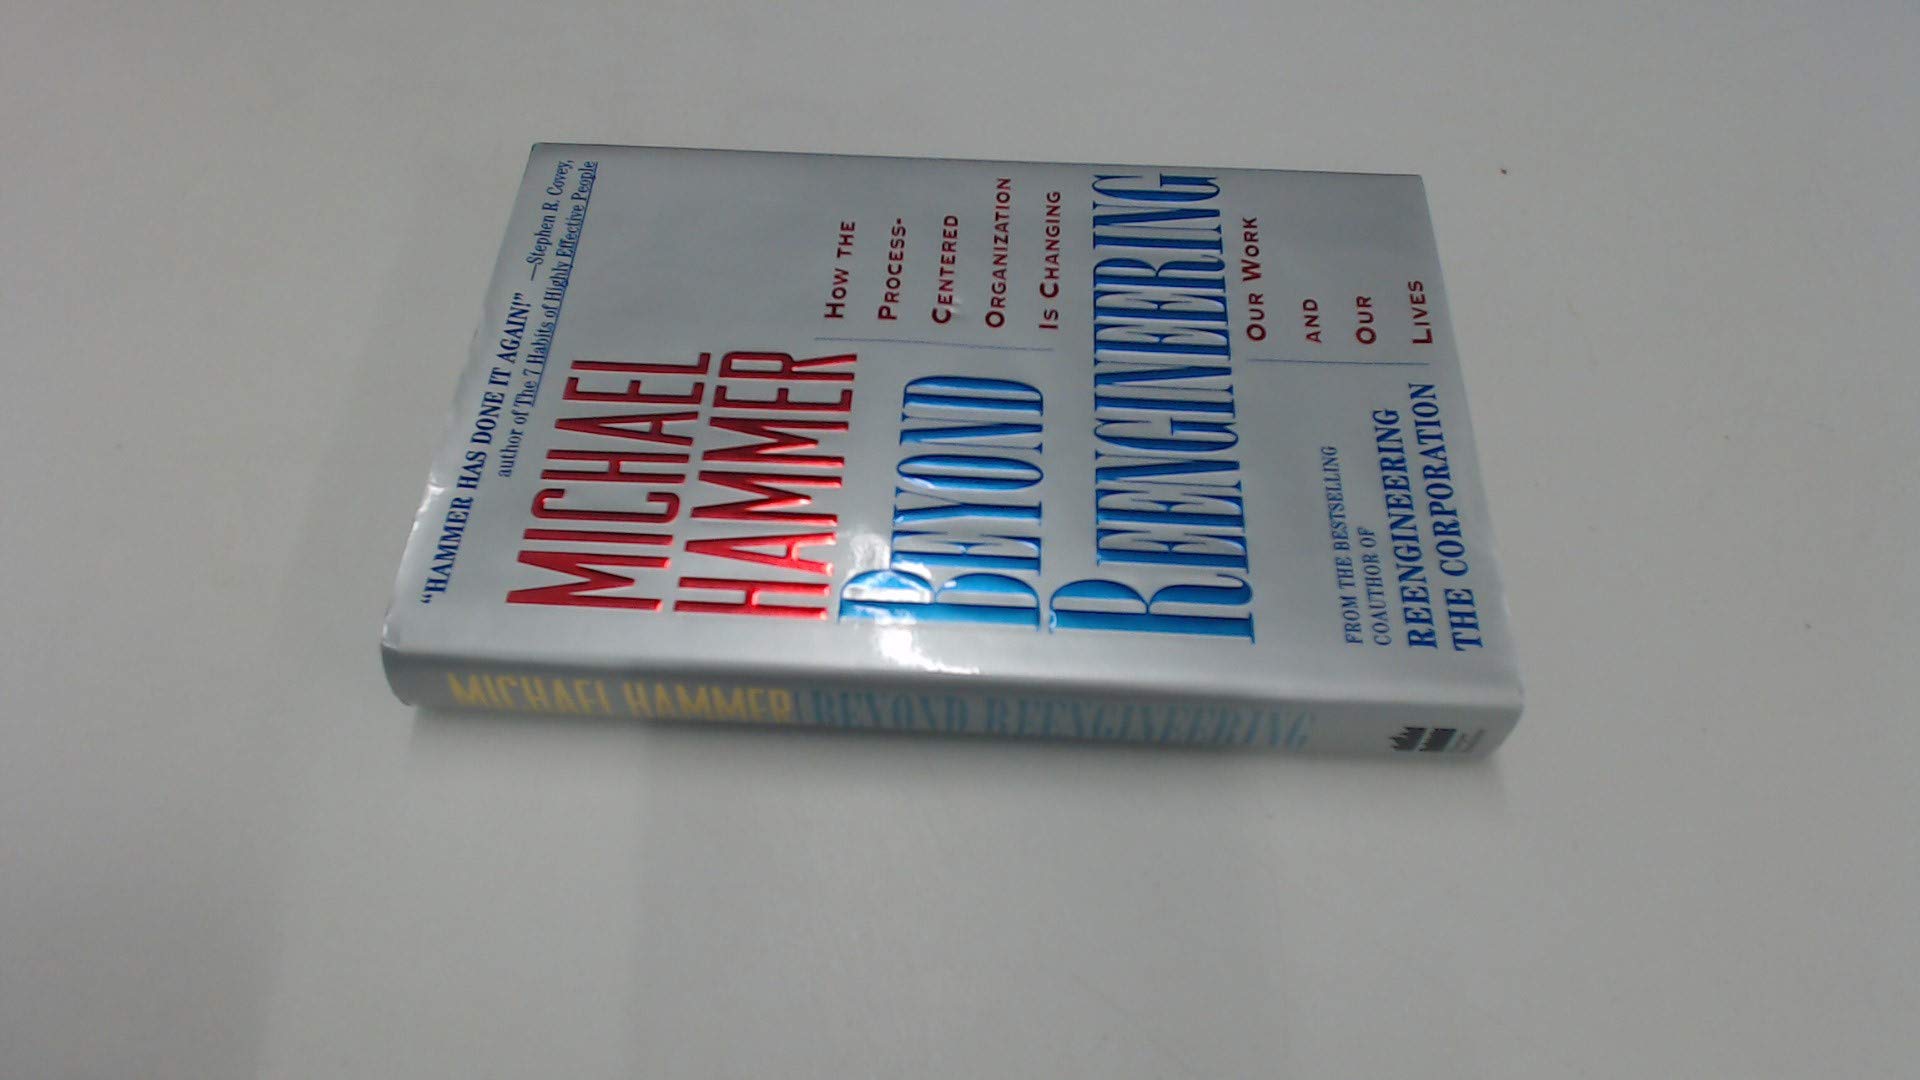 “HAMMER HAS DONE IT AGAIN!” —Stephen R. Covey,
author of The 7 Habits of Highly Effective People
MICHAEL
HAMMER
HOW THE
PROCESS-
CENTERED
ORGANIZATION
IS CHANGING
BEYOND
REENGINEERING
OUR WORK
AND
OUR
LIVES
FROM THE BESTSELLING
COAUTHOR OF
REENGINEERING
THE CORPORATION
MICHAEL HAMMER BEYOND REENGINEERING